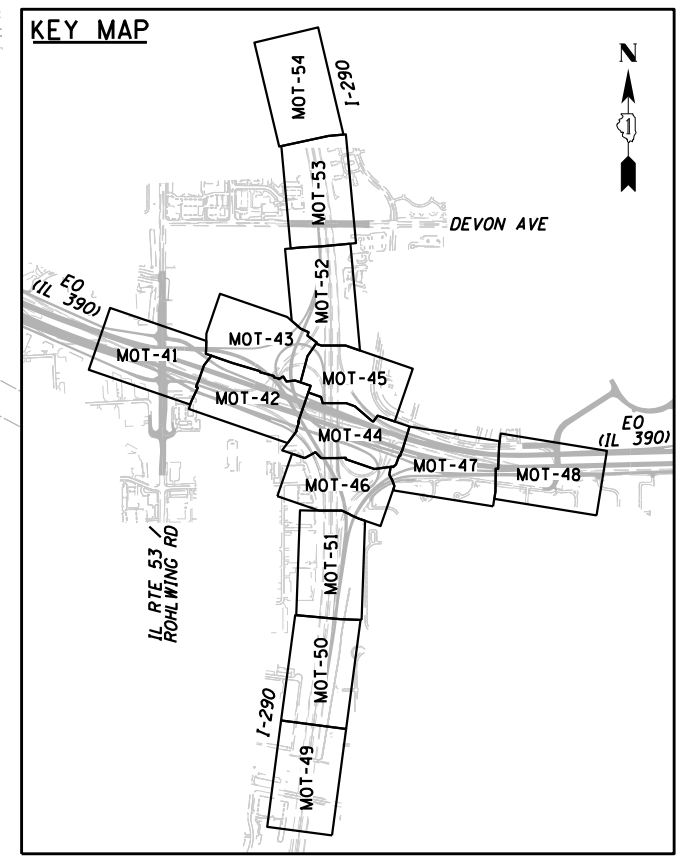 KEY MAP
N
1
MOT-54
I-290
MOT-53
DEVON AVE
MOT-52
EO
(IL 390)
MOT-43
MOT-41
MOT-45
MOT-42
MOT-44
EO
(IL 390)
MOT-47
MOT-48
MOT-46
MOT-51
IL RTE 53 /
ROHLWING RD
MOT-50
I-290
MOT-49